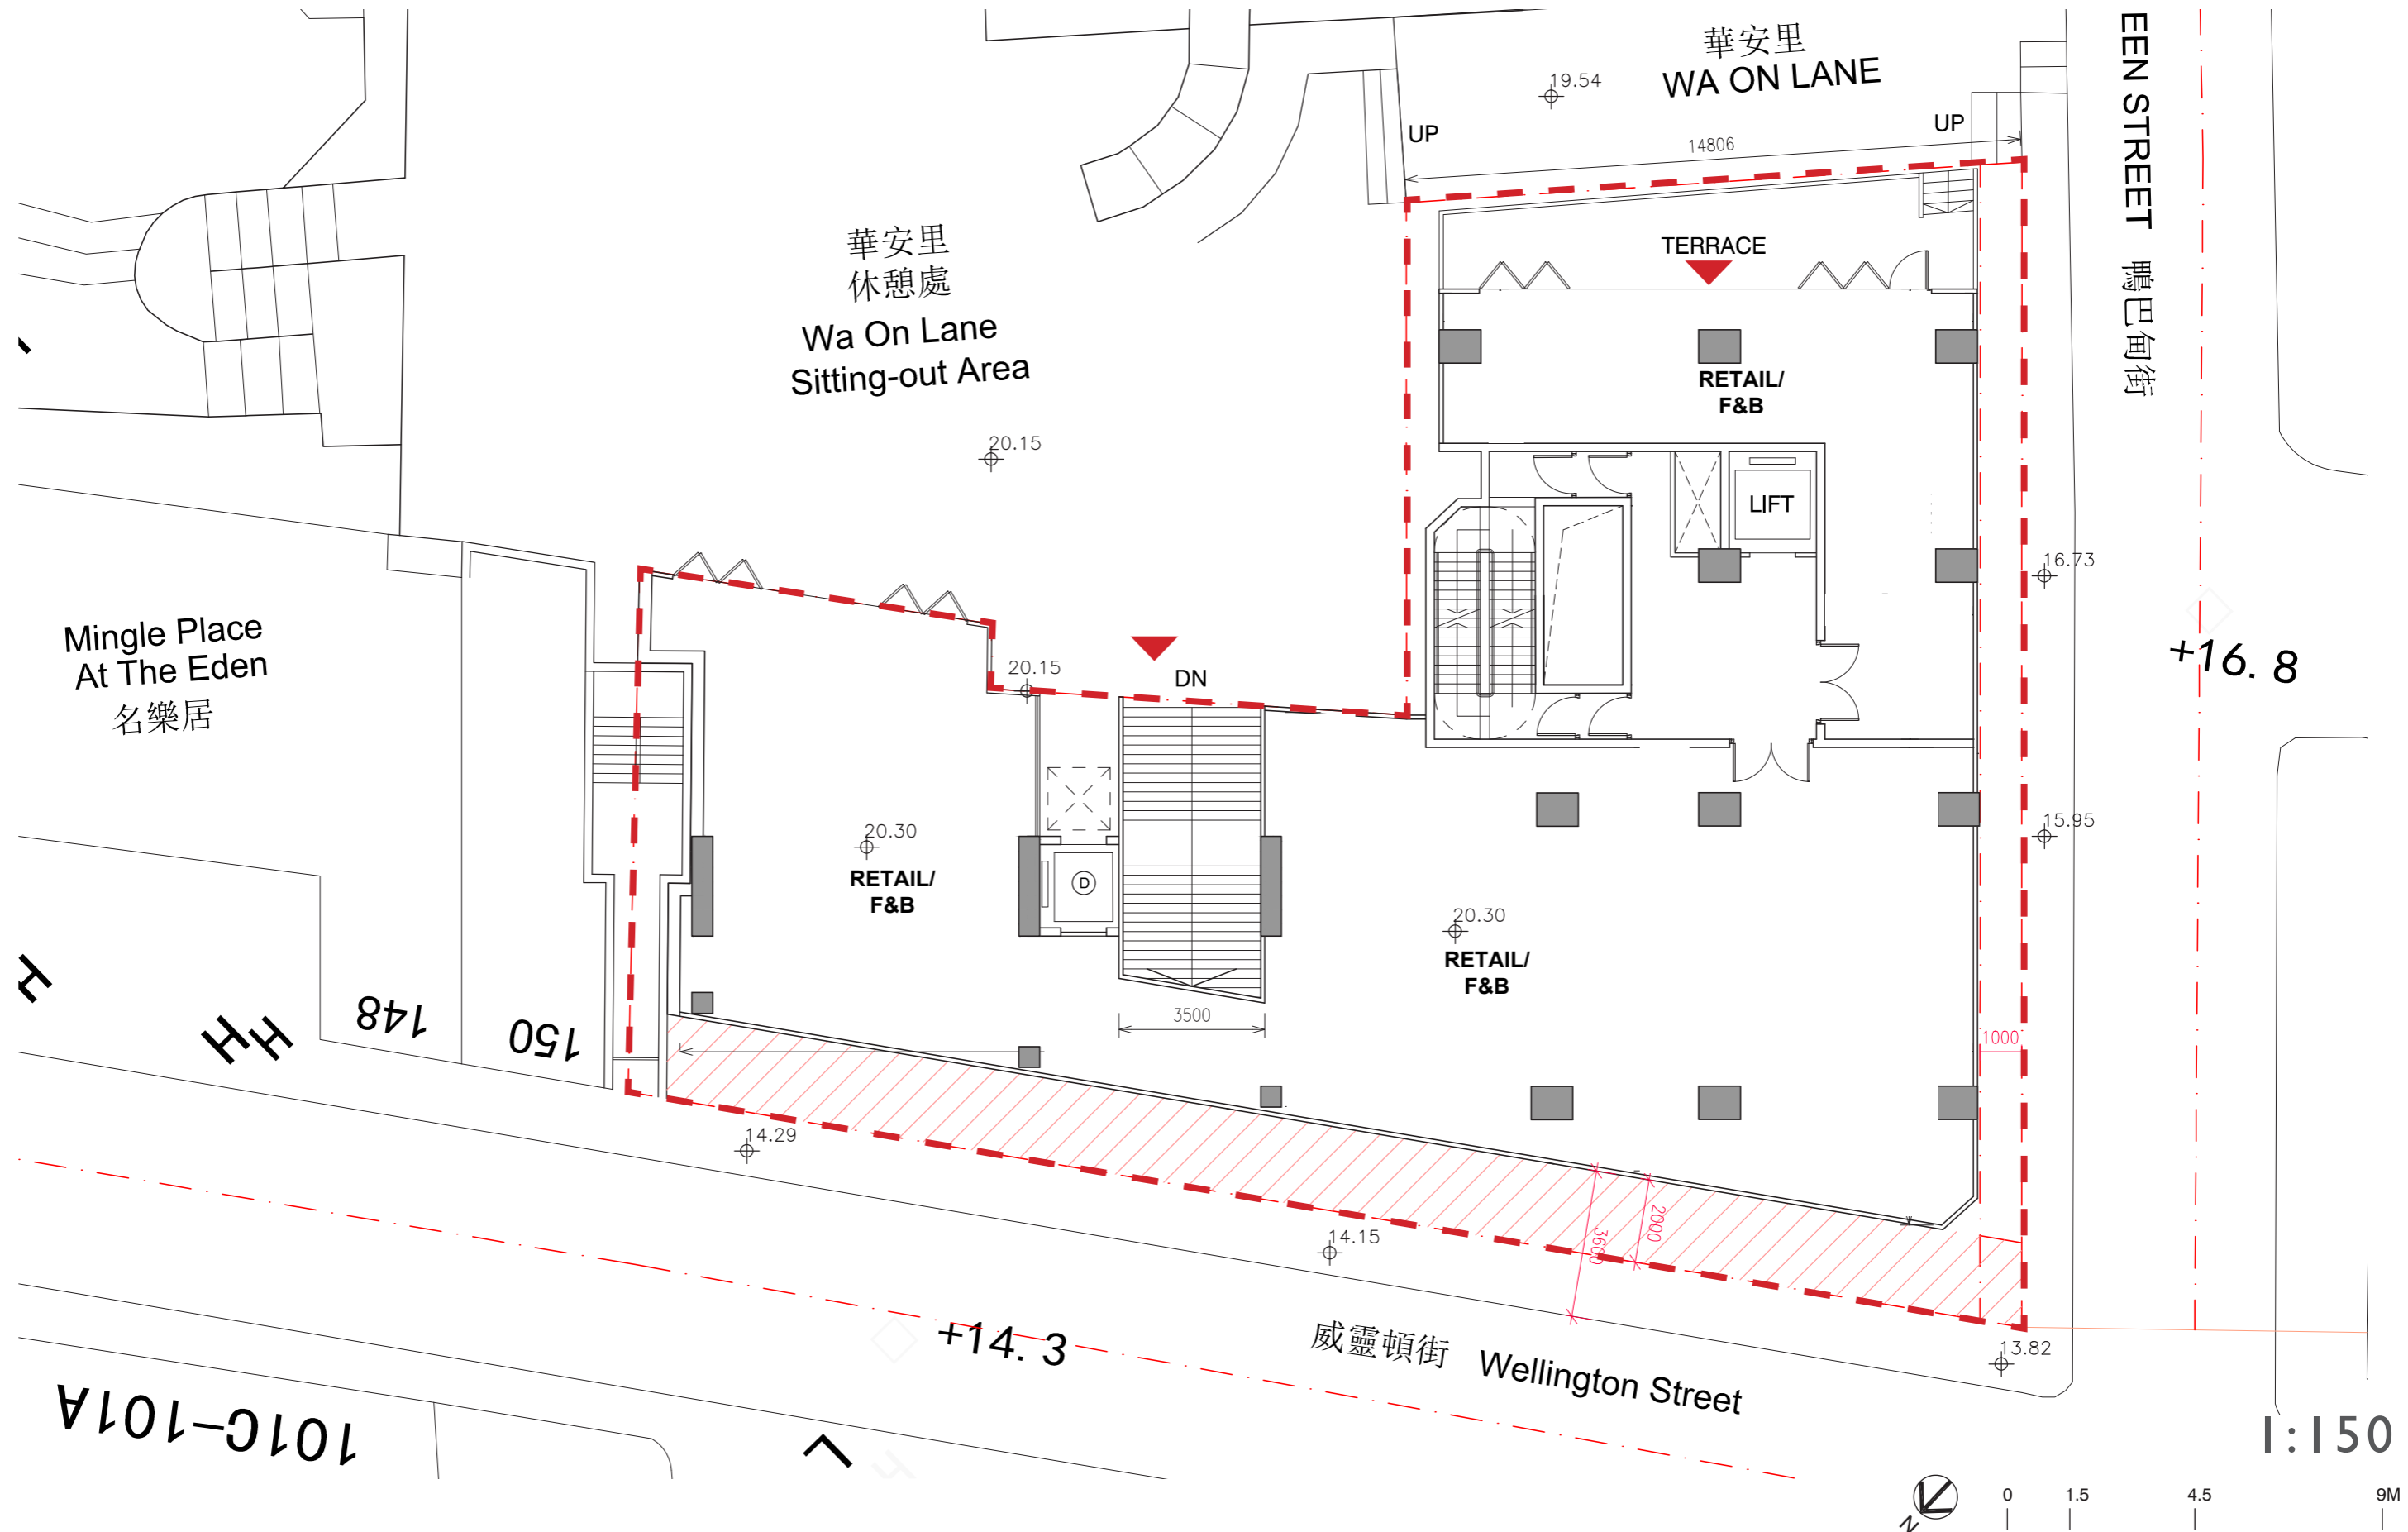 華安里
WA ON LANE
19.54
UP
UP
14806
EEN STREET 鴨巴甸街
華安里
休憩處
Wa On Lane
Sitting-out Area
TERRACE
RETAIL/
F&B
20.15
LIFT
16.73
Mingle Place
At The Eden
名樂居
20.15
DN
+16. 8
20.30
RETAIL/
F&B
D
15.95
20.30
RETAIL/
F&B
H
HH
148
150
3500
1000
14.29
2000
3600
14.15
+14. 3
威靈頓街 Wellington Street
13.82
101C-101A
1:150
N
0 1.5 4.5 9M